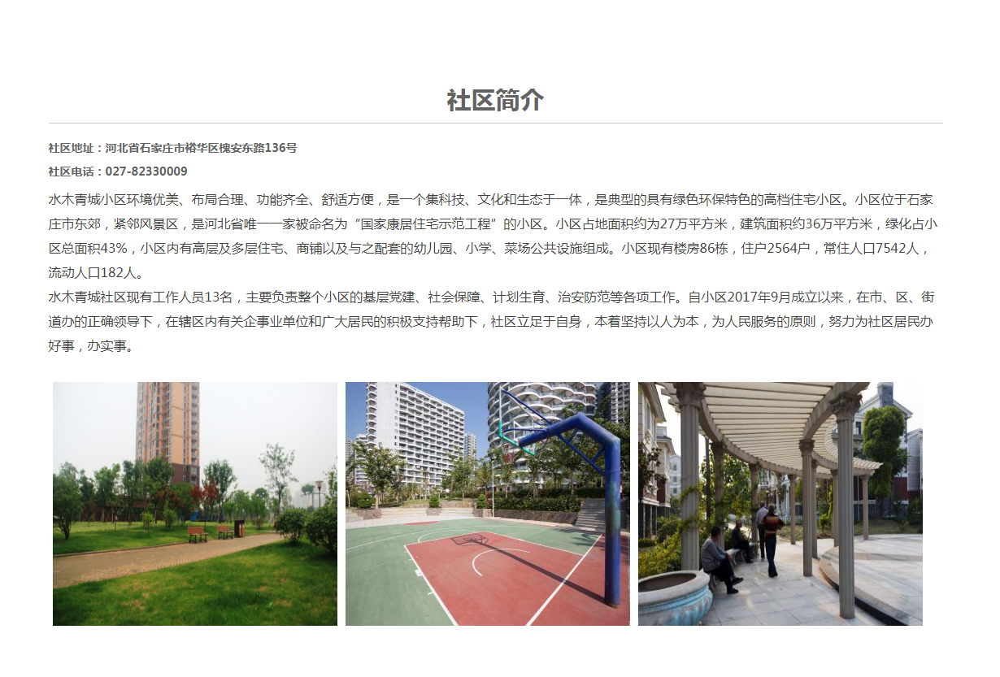 社区简介
社区地址：河北省石家庄市裕华区槐安东路136号
社区电话：027-82330009
水木青城小区环境优美、布局合理、功能齐全、舒适方便，是一个集科技、文化和生态于一体，是典型的具有绿色环保特色的高档住宅小区。小区位于石家
庄市东郊，紧邻风景区，是河北省唯一一家被命名为“国家康居住宅示范工程”的小区。小区占地面积约为27万平方米，建筑面积约36万平方米，绿化占小
区总面积43%，小区内有高层及多层住宅、商铺以及与之配套的幼儿园、小学、菜场公共设施组成。小区现有楼房86栋，住户2564户，常住人口7542人，
流动人口182人。
水木青城社区现有工作人员13名，主要负责整个小区的基层党建、社会保障、计划生育、治安防范等各项工作。自小区2017年9月成立以来，在市、区、街
道办的正确领导下，在辖区内有关企事业单位和广大居民的积极支持帮助下，社区立足于自身，本着坚持以人为本，为人民服务的原则，努力为社区居民办
好事，办实事。